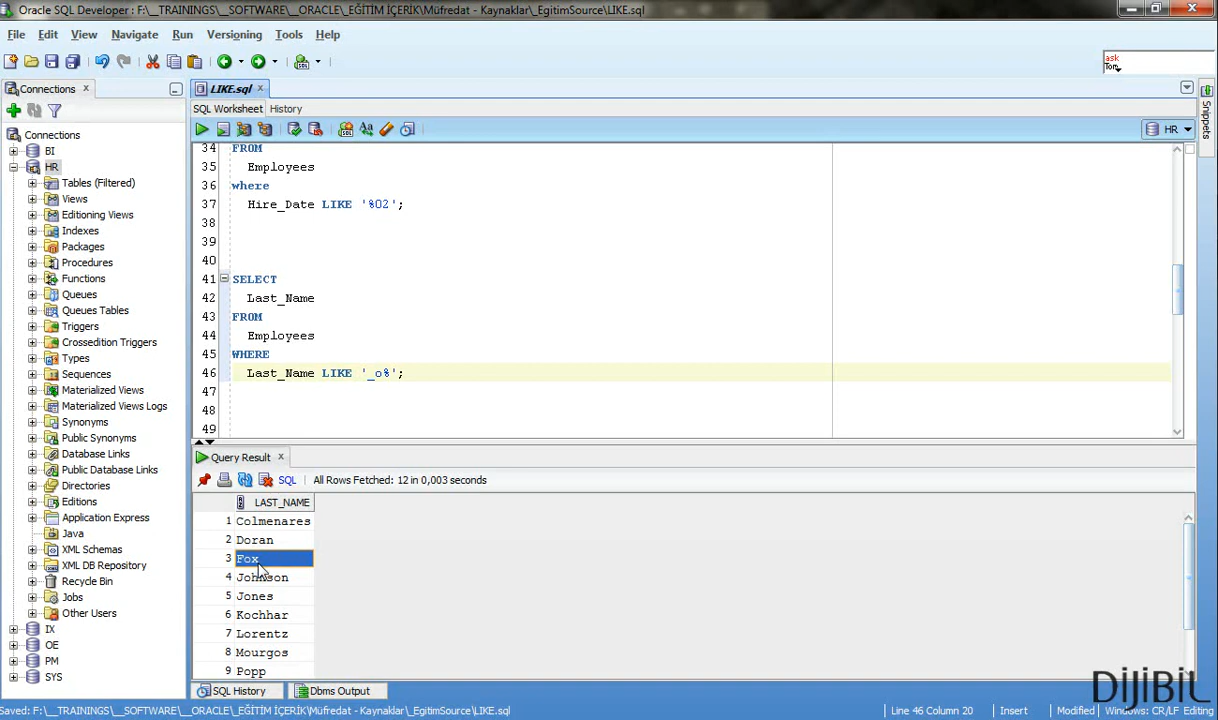 Oracle SQL Developer : F:\__TRAININGS\__SOFTWARE\__ORACLE\_EĞİTİM İÇERİK\Müfredat - Kaynaklar\_EgitimSource\LIKE.sql
File Edit View Navigate Run Versioning Tools Help
ask
Tom
Connections
LIKE.sql
SQL Worksheet History
HR
Snippets
Connections
BI
HR
Tables (Filtered)
Views
Editioning Views
Indexes
Packages
Procedures
Functions
Queues
Queues Tables
Triggers
Crossedition Triggers
Types
Sequences
Materialized Views
Materialized Views Logs
Synonyms
Public Synonyms
Database Links
Public Database Links
Directories
Editions
Application Express
Java
XML Schemas
XML DB Repository
Recycle Bin
Jobs
Other Users
IX
OE
PM
SYS
34 FROM
35 Employees
36 where
37 Hire_Date LIKE '%02';
38
39
40
41 SELECT
42 Last_Name
43 FROM
44 Employees
45 WHERE
46 Last_Name LIKE '_o%';
47
48
49
Query Result
SQL All Rows Fetched: 12 in 0,003 seconds
LAST_NAME
1 Colmenares
2 Doran
3 Fox
4 Johnson
5 Jones
6 Kochhar
7 Lorentz
8 Mourgos
9 Popp
SQL History Dbms Output
DiJiBiL
Saved: F:\__TRAININGS\__SOFTWARE\__ORACLE\_EĞİTİM İÇERİK\Müfredat - Kaynaklar\_EgitimSource\LIKE.sql
Line 46 Column 20 Insert Modified Windows: CR/LF Editing